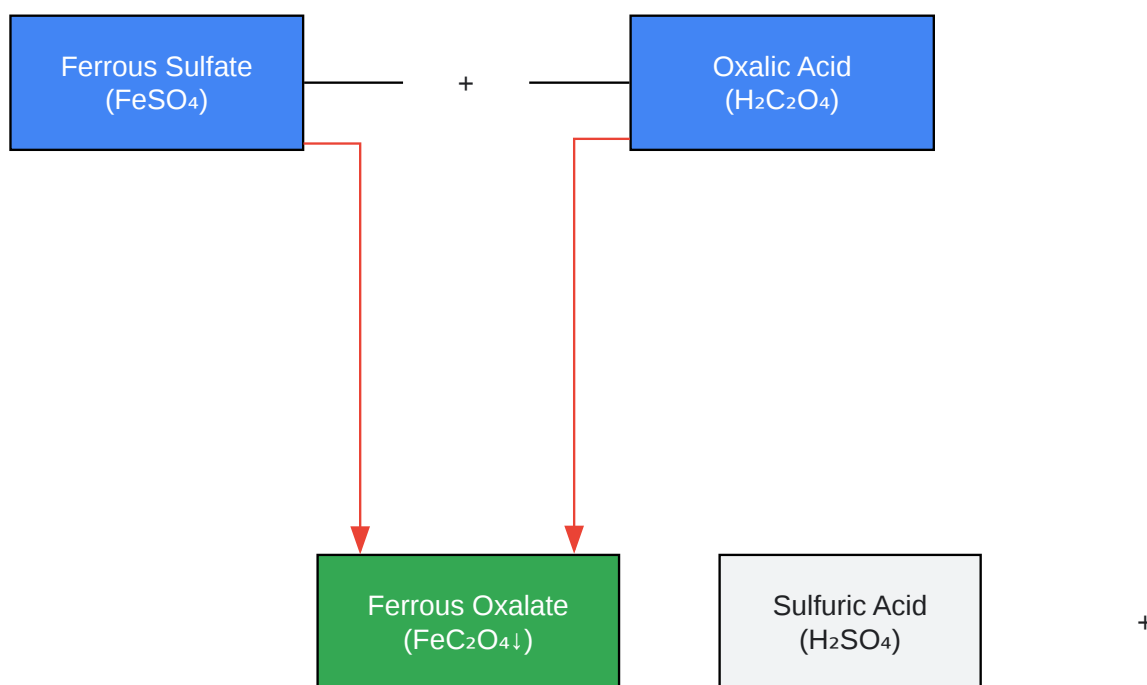 Ferrous Sulfate
(FeSO₄)
+
Oxalic Acid
(H₂C₂O₄)
Ferrous Oxalate
(FeC₂O₄↓)
Sulfuric Acid
(H₂SO₄)
+